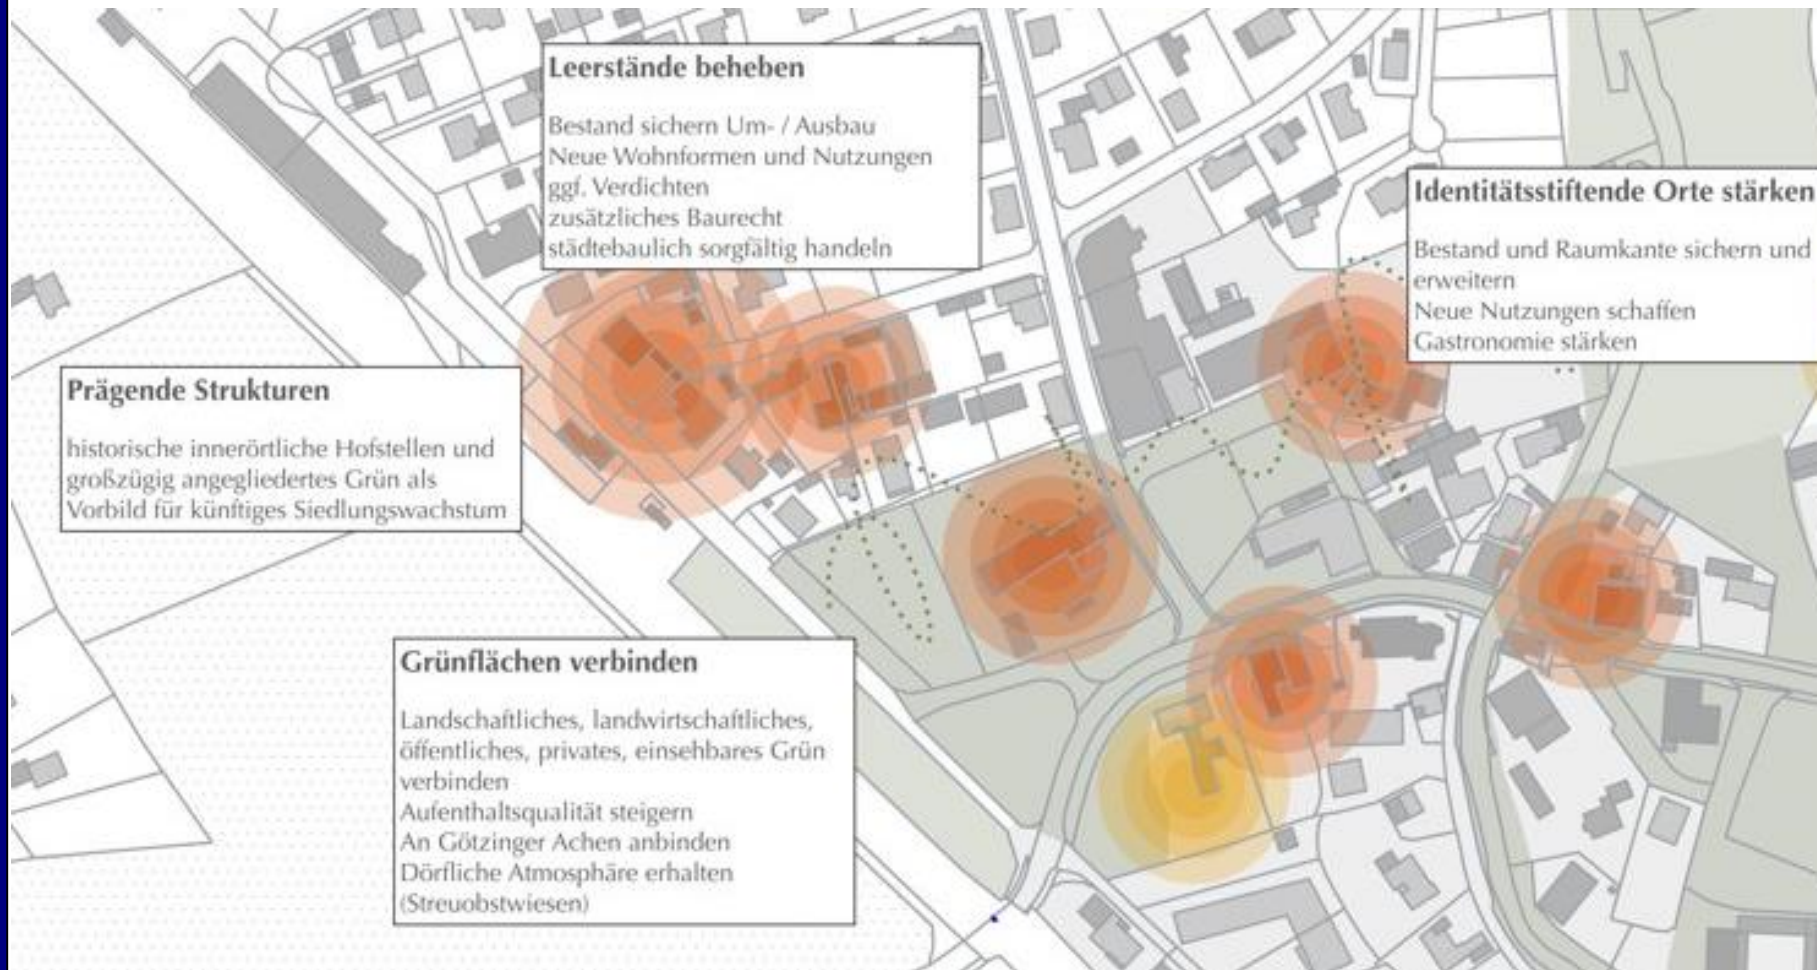 Leerstände beheben
Bestand sichern Um- / Ausbau
Neue Wohnformen und Nutzungen
ggf. Verdichten
zusätzliches Baurecht
städtebaulich sorgfältig handeln
Identitätsstiftende Orte stärken
Bestand und Raumkante sichern und
erweitern
Neue Nutzungen schaffen
Gastronomie stärken
Prägende Strukturen
historische innerörtliche Hofstellen und
großzügig angegliedertes Grün als
Vorbild für künftiges Siedlungswachstum
Grünflächen verbinden
Landschaftliches, landwirtschaftliches,
öffentliches, privates, einsehbares Grün
verbinden
Aufenthaltsqualität steigern
An Götzinger Achen anbinden
Dörfliche Atmosphäre erhalten
(Streuobstwiesen)